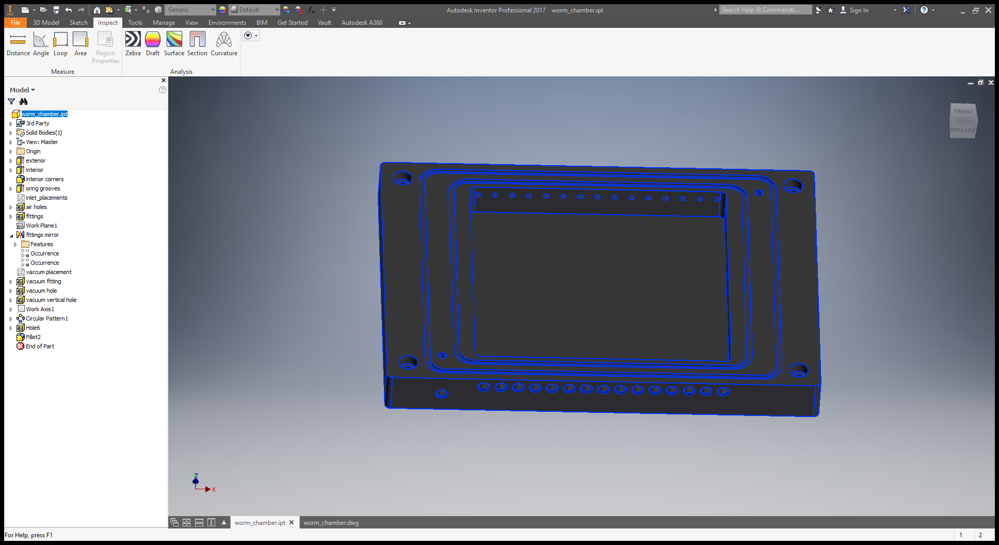 PRO
Generic
Default
fx
Autodesk Inventor Professional 2017 worm_chamber.ipt
Search Help & Commands...
Sign In
File 3D Model Sketch Inspect Tools Manage View Environments BIM Get Started Vault Autodesk A360
Distance Angle Loop Area Region Properties
Zebra Draft Surface Section Curvature
Measure
Analysis
Model
worm_chamber.ipt
3rd Party
Solid Bodies(1)
View: Master
Origin
exterior
interior
interior corners
oring grooves
inlet_placements
air holes
fittings
Work Plane1
fittings mirror
Features
Occurrence
Occurrence
vaccum placement
vacuum fitting
vacuum hole
vacuum vertical hole
Work Axis1
Circular Pattern1
Hole6
Fillet2
End of Part
FRONT
BOTTOM
Z
X
worm_chamber.ipt
worm_chamber.dwg
For Help, press F1
1 2